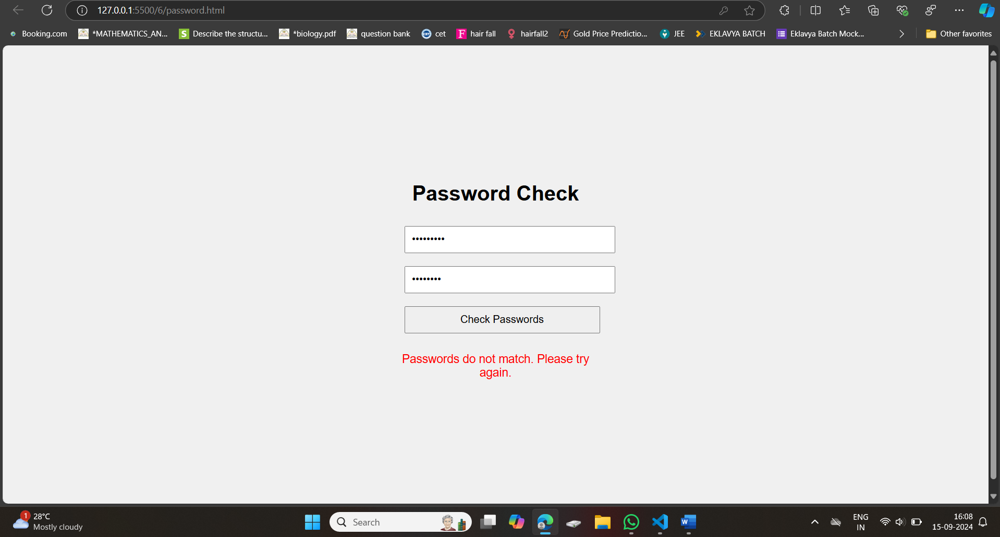 127.0.0.1:5500/6/password.html
Booking.com *MATHEMATICS_AN... S Describe the structu... *biology.pdf question bank CET cet F hair fall hairfall2 Gold Price Predictio... JEE EKLAVYA BATCH Eklavya Batch Mock... Other favorites
Password Check
•••••••••
••••••••
Check Passwords
Passwords do not match. Please try
again.
1 28°C
Mostly cloudy
Search
W
ENG
IN
16:08
15-09-2024